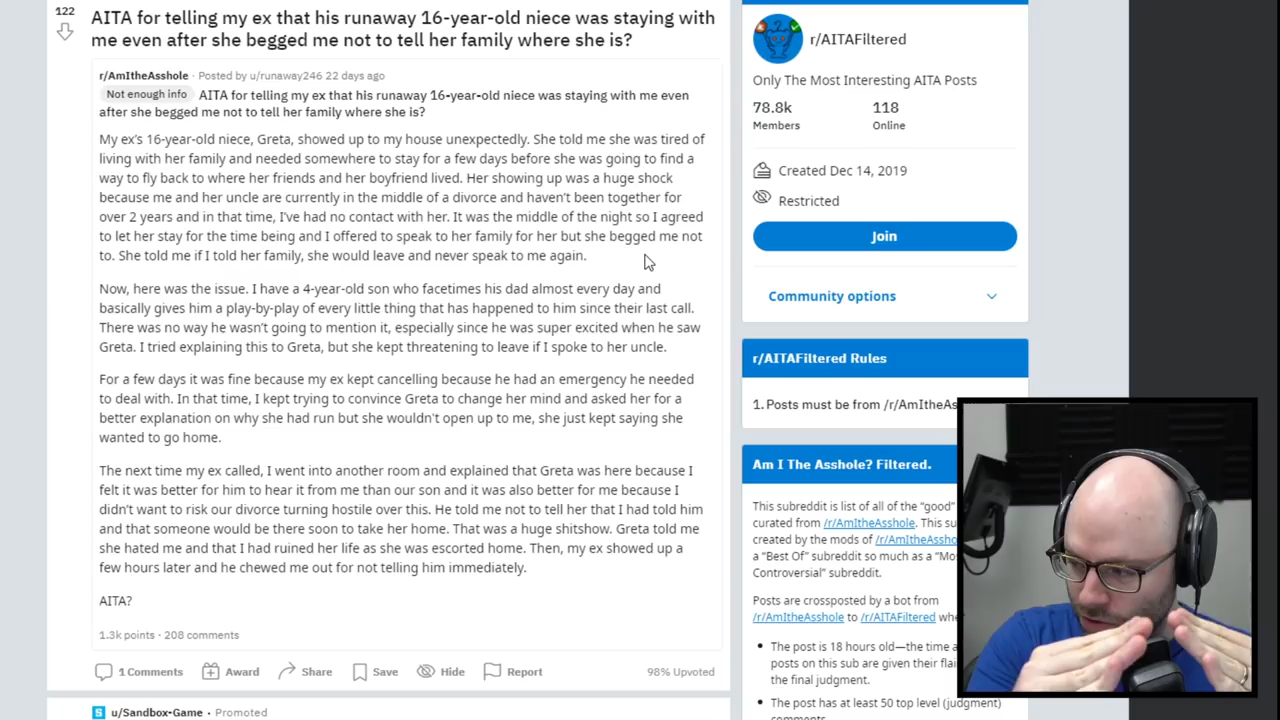 122
AITA for telling my ex that his runaway 16-year-old niece was staying with
me even after she begged me not to tell her family where she is?
r/AmItheAsshole · Posted by u/runaway246 22 days ago
Not enough info AITA for telling my ex that his runaway 16-year-old niece was staying with me even
after she begged me not to tell her family where she is?
My ex's 16-year-old niece, Greta, showed up to my house unexpectedly. She told me she was tired of
living with her family and needed somewhere to stay for a few days before she was going to find a
way to fly back to where her friends and her boyfriend lived. Her showing up was a huge shock
because me and her uncle are currently in the middle of a divorce and haven't been together for
over 2 years and in that time, I've had no contact with her. It was the middle of the night so I agreed
to let her stay for the time being and I offered to speak to her family for her but she begged me not
to. She told me if I told her family, she would leave and never speak to me again.
Now, here was the issue. I have a 4-year-old son who facetimes his dad almost every day and
basically gives him a play-by-play of every little thing that has happened to him since their last call.
There was no way he wasn't going to mention it, especially since he was super excited when he saw
Greta. I tried explaining this to Greta, but she kept threatening to leave if I spoke to her uncle.
For a few days it was fine because my ex kept cancelling because he had an emergency he needed
to deal with. In that time, I kept trying to convince Greta to change her mind and asked her for a
better explanation on why she had run but she wouldn't open up to me, she just kept saying she
wanted to go home.
The next time my ex called, I went into another room and explained that Greta was here because I
felt it was better for him to hear it from me than our son and it was also better for me because I
didn't want to risk our divorce turning hostile over this. He told me not to tell her that I had told him
and that someone would be there soon to take her home. That was a huge shitshow. Greta told me
she hated me and that I had ruined her life as she was escorted home. Then, my ex showed up a
few hours later and he chewed me out for not telling him immediately.
AITA?
1.3k points · 208 comments
1 Comments Award Share Save Hide Report 98% Upvoted
u/Sandbox-Game · Promoted
r/AITAFiltered
Only The Most Interesting AITA Posts
78.8k 118
Members Online
Created Dec 14, 2019
Restricted
Join
Community options
r/AITAFiltered Rules
1. Posts must be from /r/AmItheAs
Am I The Asshole? Filtered.
This subreddit is list of all of the "good"
curated from /r/AmItheAsshole. This su
created by the mods of /r/AmItheAssho
a "Best Of" subreddit so much as a "Mos
Controversial" subreddit.
Posts are crossposted by a bot from
/r/AmItheAsshole to /r/AITAFiltered whe
• The post is 18 hours old—the time a
posts on this sub are given their flai
the final judgment.
• The post has at least 50 top level (judgment)
comments